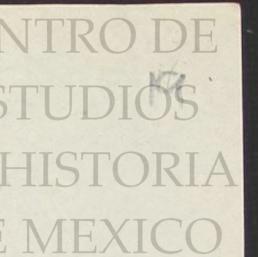 NTRO DE
STUDIOS
HISTORIA
E MEXICO